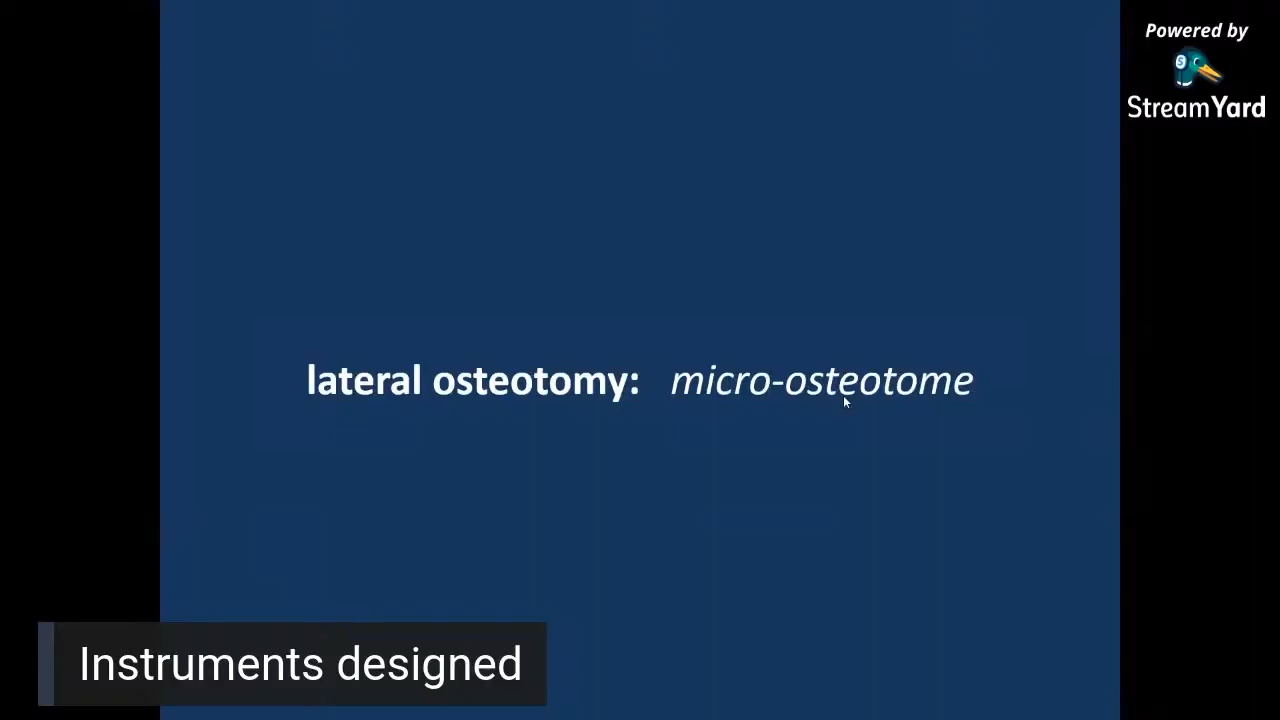 Powered by
StreamYard
lateral osteotomy: micro-osteotome
Instruments designed